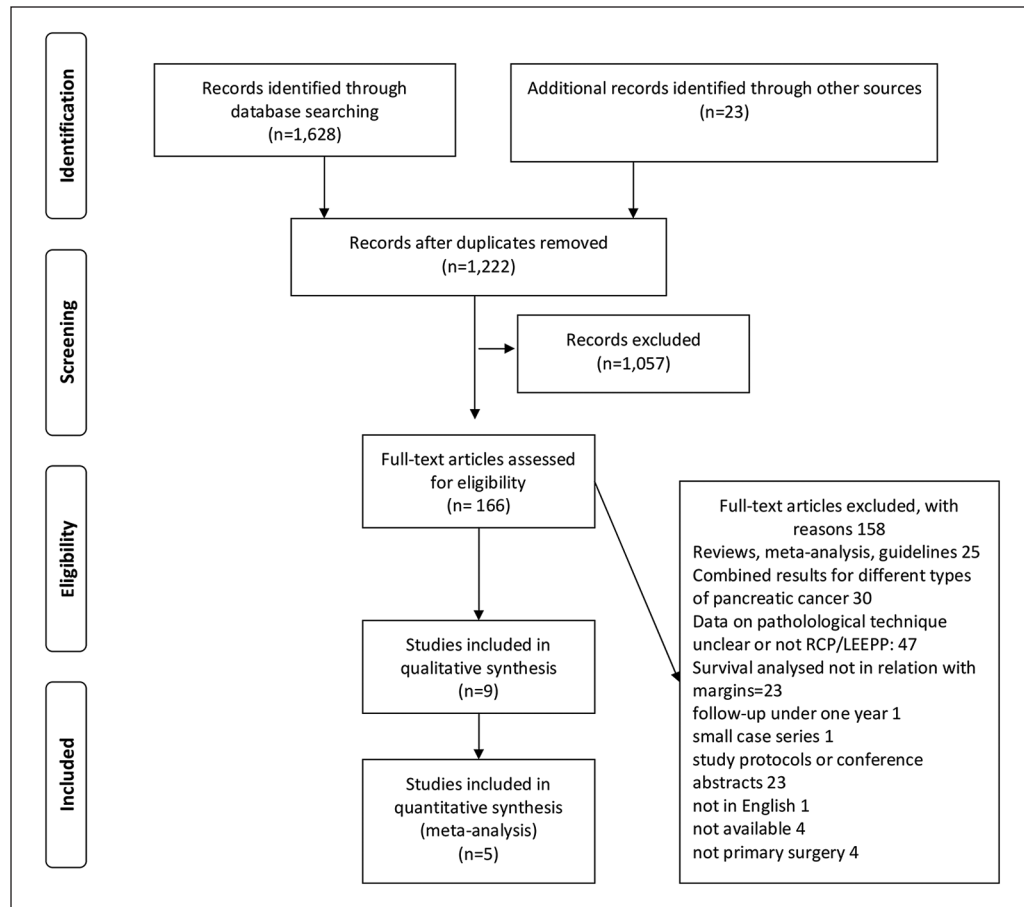 Identification
Records identified through
database searching
(n=1,628)
Additional records identified through other sources
(n=23)
Records after duplicates removed
(n=1,222)
Screening
Records excluded
(n=1,057)
Full-text articles assessed
for eligibility
(n= 166)
Eligibility
Full-text articles excluded, with
reasons 158
Reviews, meta-analysis, guidelines 25
Combined results for different types
of pancreatic cancer 30
Data on patholological technique
unclear or not RCP/LEEPP: 47
Survival analysed not in relation with
margins=23
follow-up under one year 1
small case series 1
study protocols or conference
abstracts 23
not in English 1
not available 4
not primary surgery 4
Studies included in
qualitative synthesis
(n=9)
Included
Studies included in
quantitative synthesis
(meta-analysis)
(n=5)